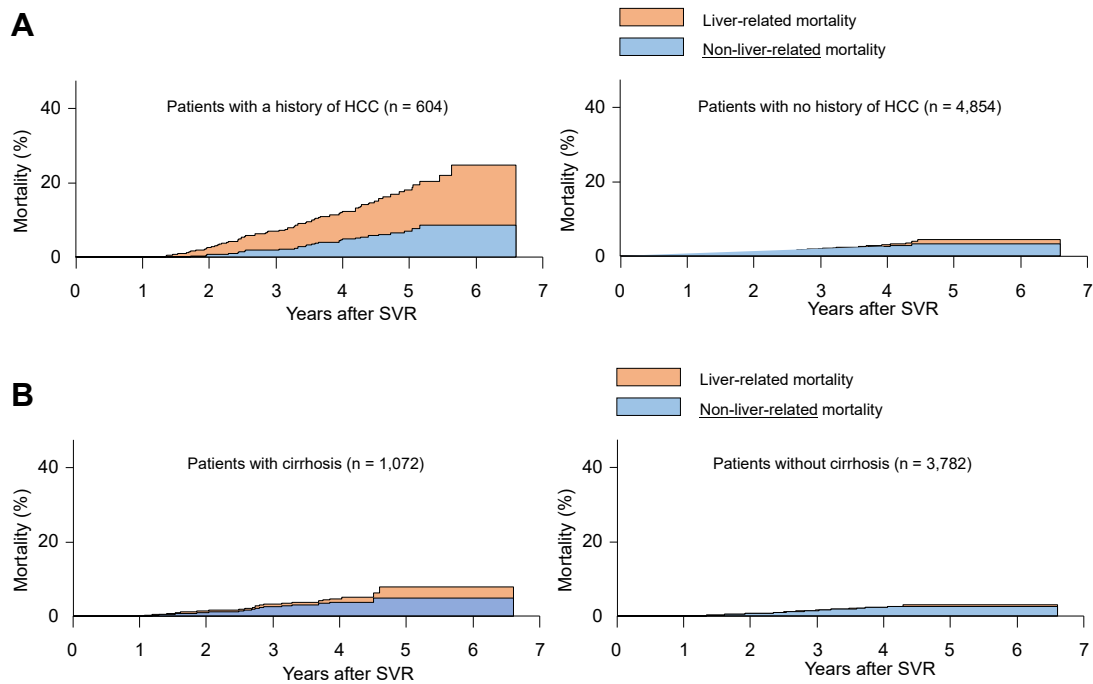 A
Liver-related mortality
Non-liver-related mortality
Patients with a history of HCC (n = 604)
Mortality (%)
40
20
0
0 1 2 3 4 5 6 7
Years after SVR
Patients with no history of HCC (n = 4,854)
Mortality (%)
40
20
0
0 1 2 3 4 5 6 7
Years after SVR
B
Liver-related mortality
Non-liver-related mortality
Patients with cirrhosis (n = 1,072)
Mortality (%)
40
20
0
0 1 2 3 4 5 6 7
Years after SVR
Patients without cirrhosis (n = 3,782)
Mortality (%)
40
20
0
0 1 2 3 4 5 6 7
Years after SVR